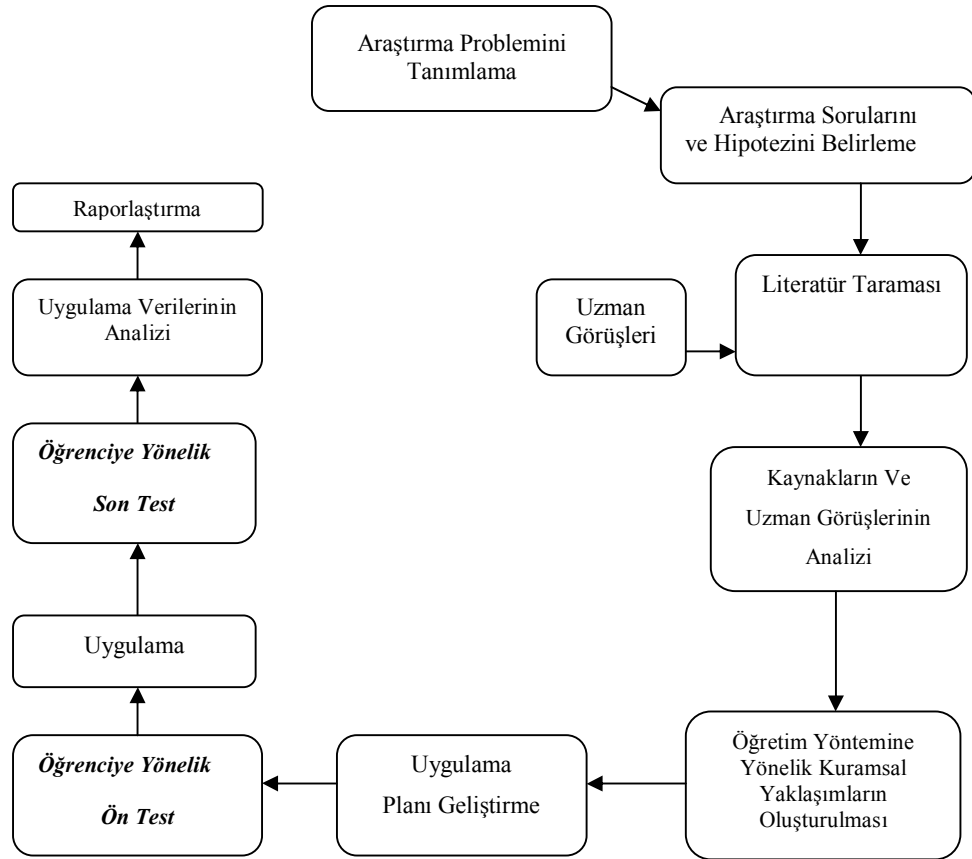 Araştırma Problemini
Tanımlama
Araştırma Sorularını
ve Hipotezini Belirleme
Raporlaştırma
Literatür Taraması
Uygulama Verilerinin
Analizi
Uzman
Görüşleri
Öğrenciye Yönelik
Son Test
Kaynakların Ve
Uzman Görüşlerinin
Analizi
Uygulama
Öğretim Yöntemine
Yönelik Kuramsal
Yaklaşımların
Oluşturulması
Uygulama
Planı Geliştirme
Öğrenciye Yönelik
Ön Test